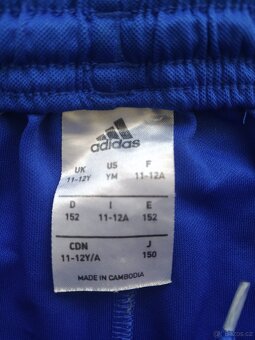 adidas
UK US F
11-12Y YM 11-12A
D I E
152 11-12A 152
CDN J
11-12Y/A 150
MADE IN CAMBODIA